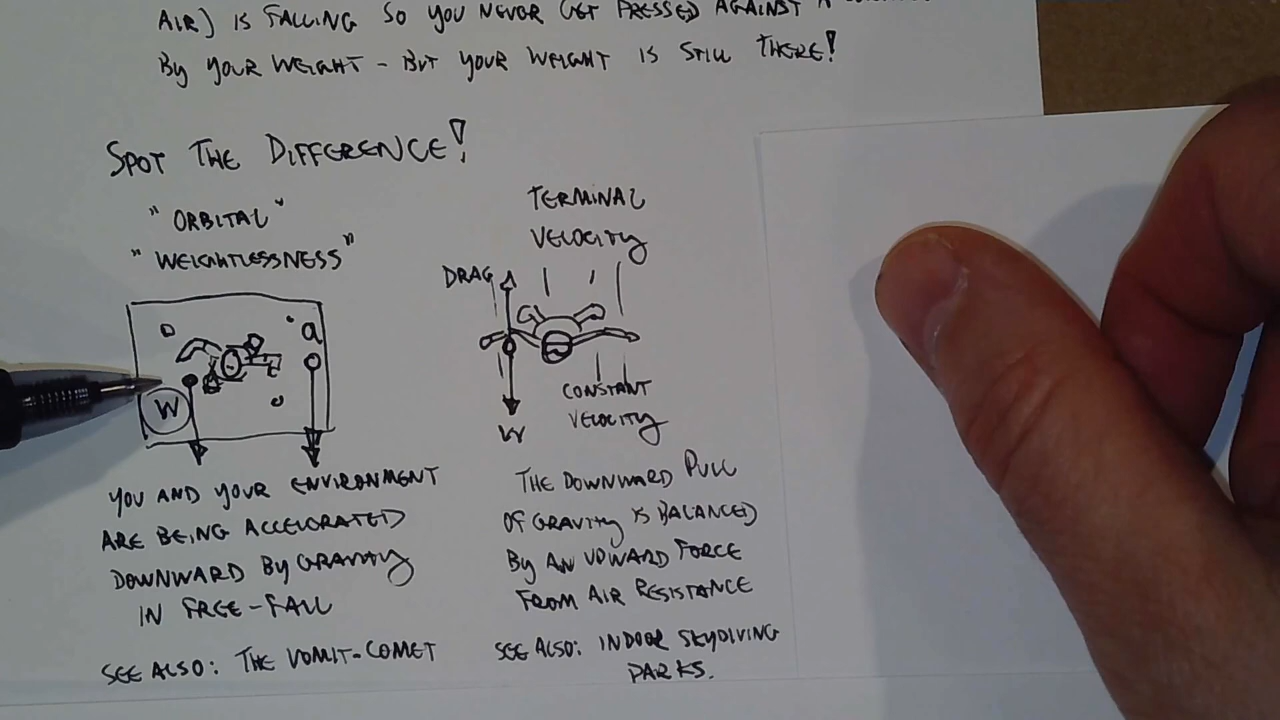 AIR) IS FALLING SO YOU NEVER GET PRESSED AGAINST A
BY YOUR WEIGHT - BUT YOUR WEIGHT IS STILL THERE!
SPOT THE DIFFERENCE!
"ORBITAL"
"WEIGHTLESSNESS"
a
W
YOU AND YOUR ENVIRONMENT
ARE BEING ACCELORATED
DOWNWARD BY GRAVITY
IN FREE-FALL
SEE ALSO: THE VOMIT-COMET
TERMINAL
VELOCITY
DRAG
CONSTANT
VELOCITY
W
THE DOWNWARD PULL
OF GRAVITY IS BALANCED
BY AN UPWARD FORCE
FROM AIR RESISTANCE
SEE ALSO: INDOOR SKYDIVING
PARKS.